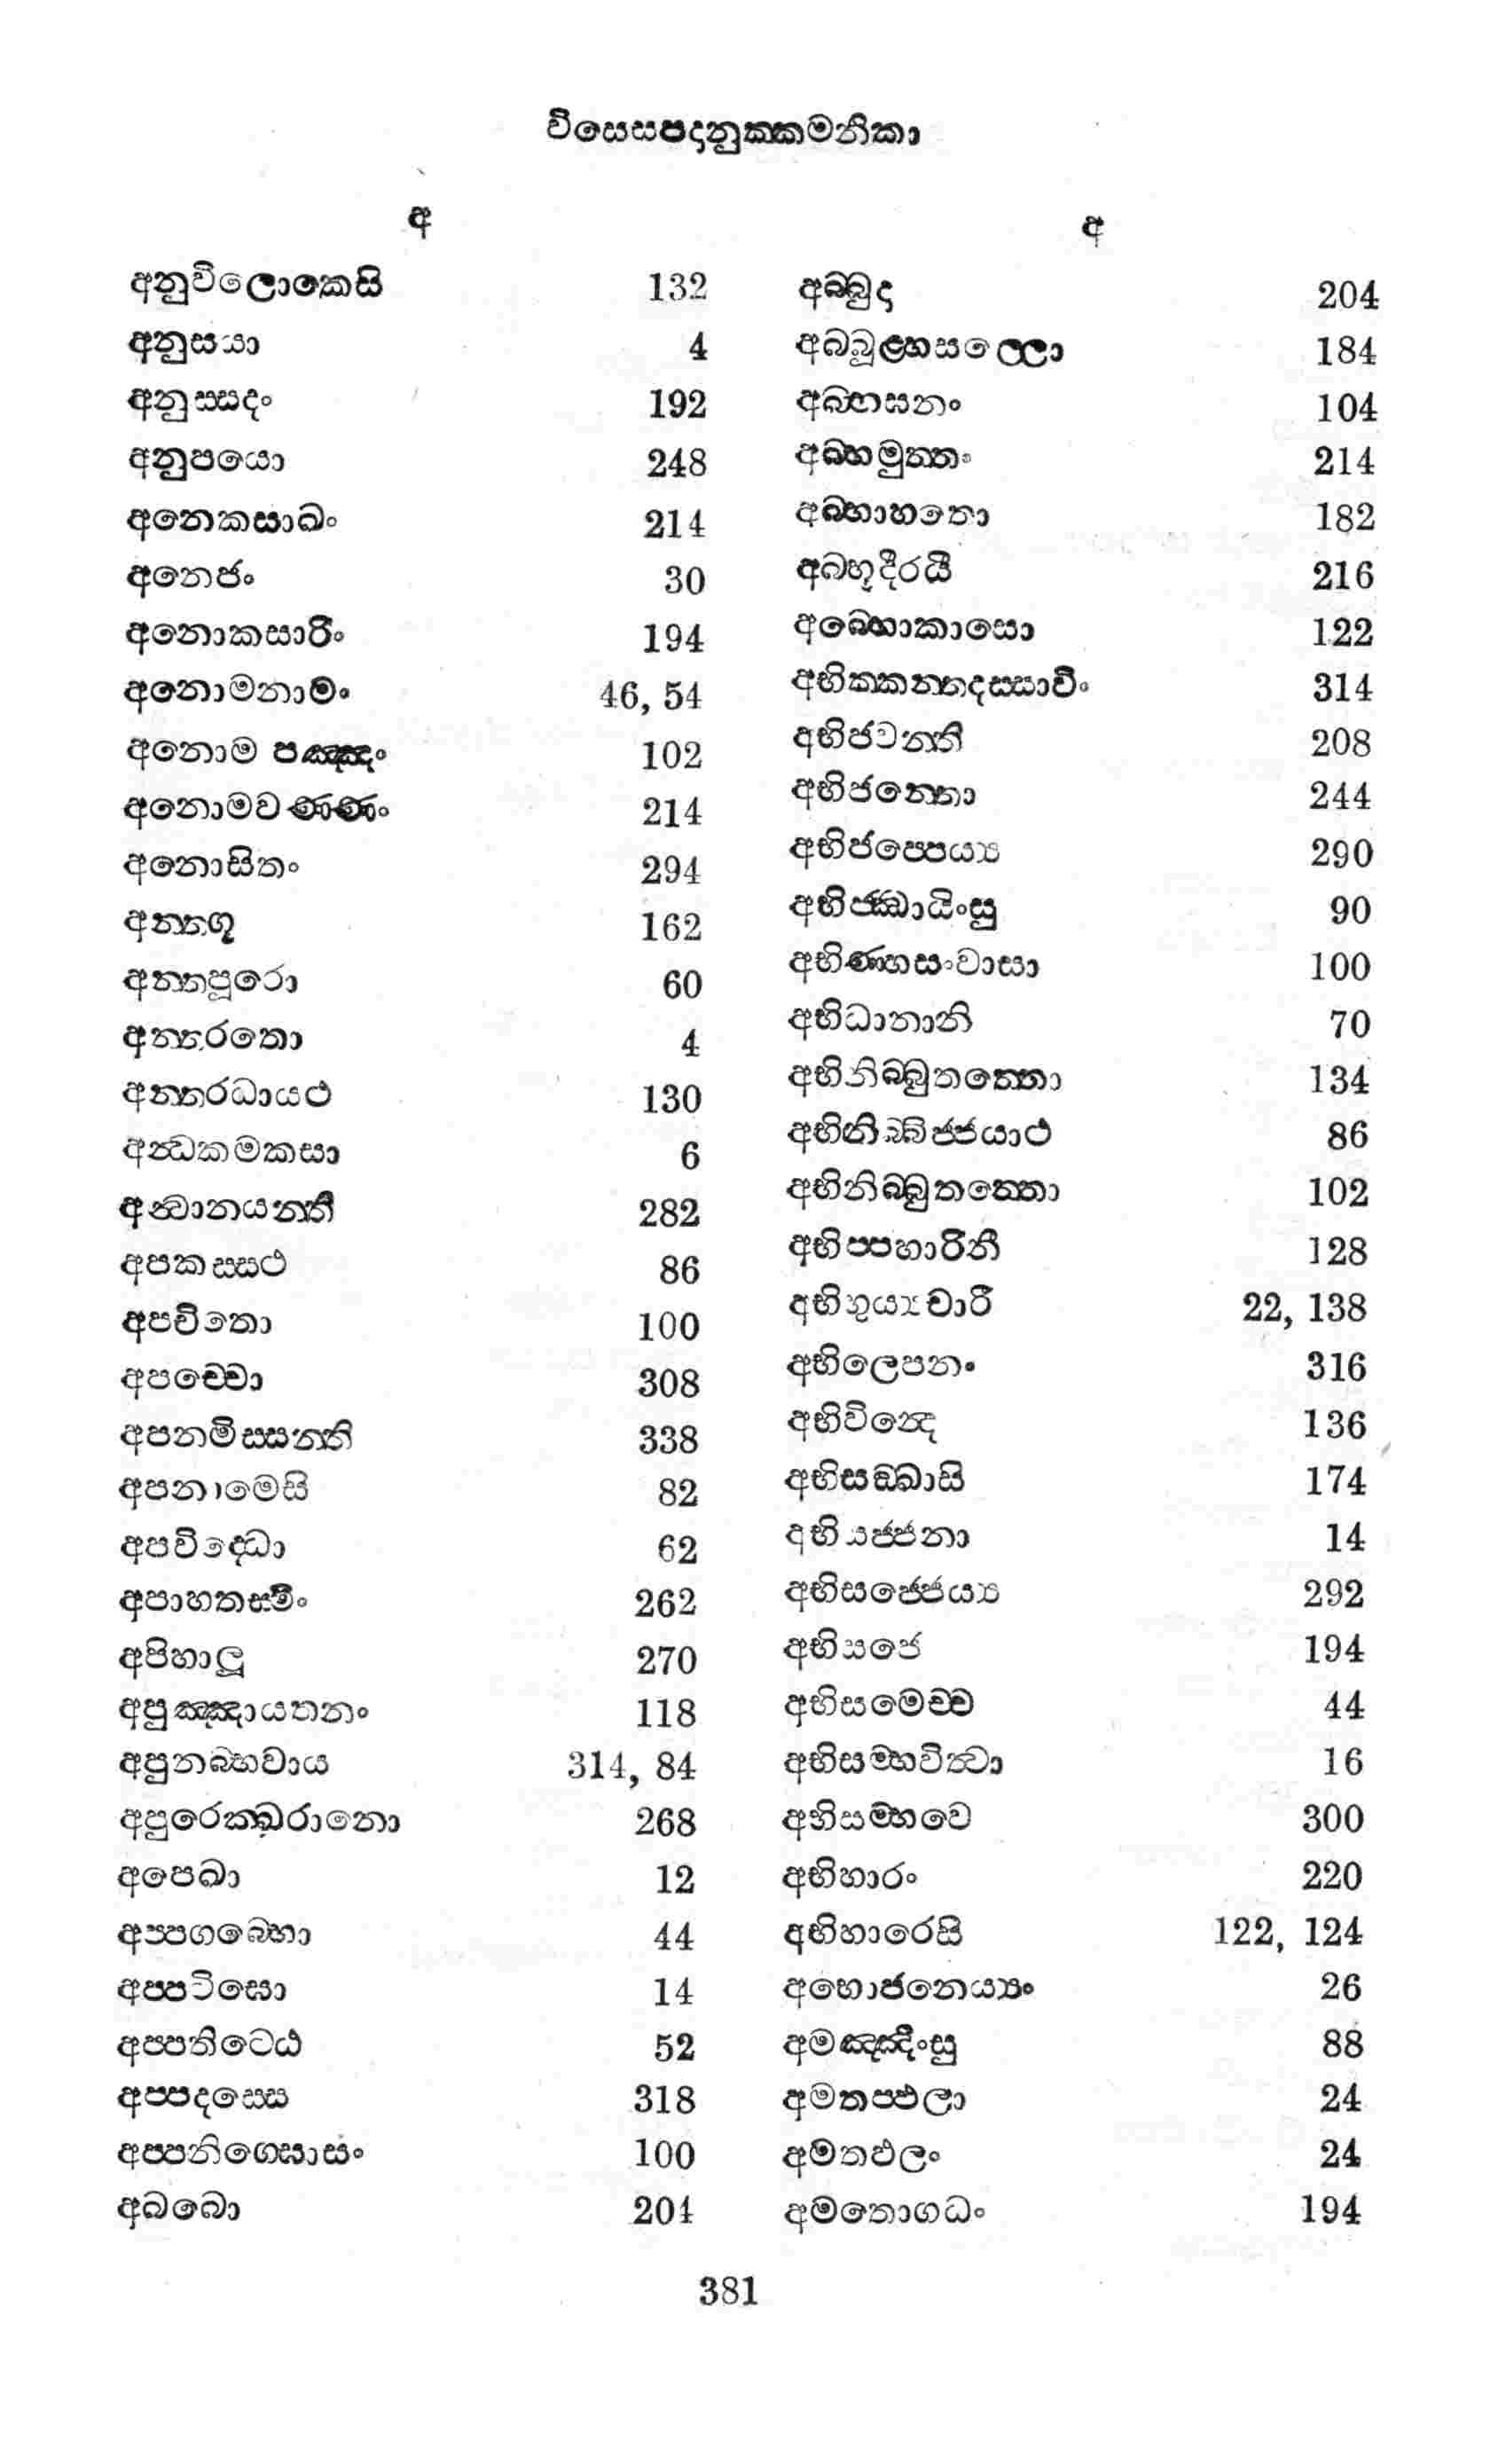 විසෙසපදානුක්කමනිකා
අ
අනුවිලොකෙසි 132
අනුසයා 4
අනුස්සදං 192
අනුපයො 248
අනෙකසාඛං 214
අනෙජං 30
අනොකසාරිං 194
අනොමනාමං 46, 54
අනොම පඤ්ඤං 102
අනොමවණ්ණං 214
අනොසිතං 294
අන්තගූ 162
අන්තපූරො 60
අන්තරතො 4
අන්තරධායථ 130
අන්ධකමකසා 6
අන්වානයන්ති 282
අපකස්සථ 86
අපචිතො 100
අපච්චො 308
අපනමිස්සන්ති 338
අපනාමෙසි 82
අපවිද්ධො 62
අපාහතස්මිං 262
අපිහාලූ 270
අපුඤ්ඤායතනං 118
අපුනබ්භවාය 314, 84
අපුරෙක්ඛරානො 268
අපෙඛා 12
අප්පගබ්භො 44
අප්පටිඝො 14
අප්පතිට්ඨෙ 52
අප්පදස්සෙ 318
අප්පනිග්ඝොසං 100
අබබො 204
අ
අබ්බුදා 204
අබ්බූළ්හසල්ලො 184
අබ්භසනං 104
අබ්භමුත්තං 214
අබ්භාහතො 182
අබභූදීරයී 216
අබ්භොකාසො 122
අභික්කන්තදස්සාවිං 314
අභිජවන්ති 208
අභිජන්තො 244
අභිජප්පෙය්‍ය 290
අභිජ්ඣායිංසු 90
අභිණ්හසංවාසා 100
අභිධානානි 70
අභිනිබ්බුතත්තො 134
අභිනිබ්බිජ්ජයාථ 86
අභිනිබ්බුතත්තො 102
අභිප්පහාරිනී 128
අභිභුය්‍යචාරී 22, 138
අභිලෙපනං 316
අභිවින්දෙ 136
අභිසඞ්ඛාසි 174
අභිසජ්ජනා 14
අභිසජ්ජෙය්‍ය 292
අභිසජෙ 194
අභිසමෙච්ච 44
අභිසම්භවිත්වා 16
අභිසම්භවෙ 300
අභිහාරං 220
අභිහාරෙසි 122, 124
අභොජනෙය්‍යං 26
අමඤ්ඤිංසු 88
අමතප්ඵලා 24
අමතඵලං 24
අමතොගධං 194
381